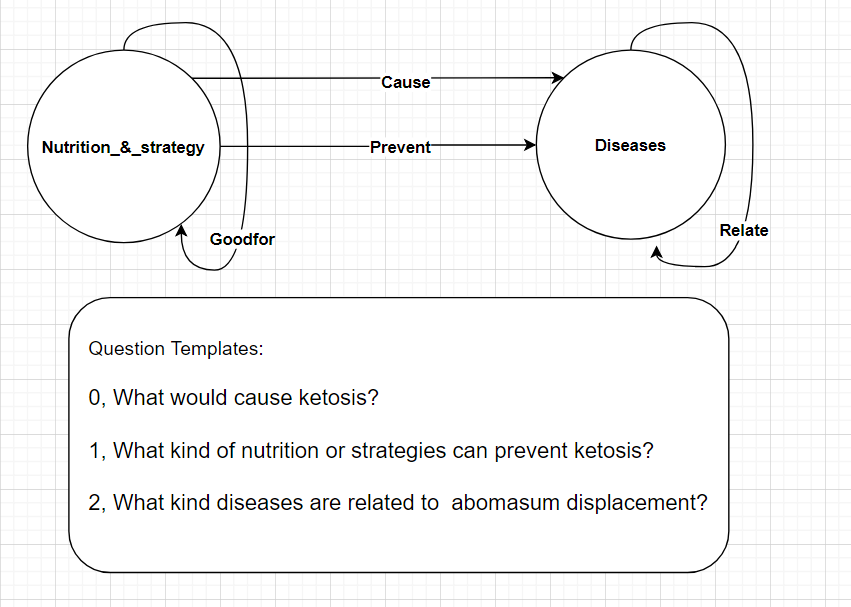 Cause
Nutrition_&_strategy
Prevent
Diseases
Goodfor
Relate
Question Templates:
0, What would cause ketosis?
1, What kind of nutrition or strategies can prevent ketosis?
2, What kind diseases are related to  abomasum displacement?